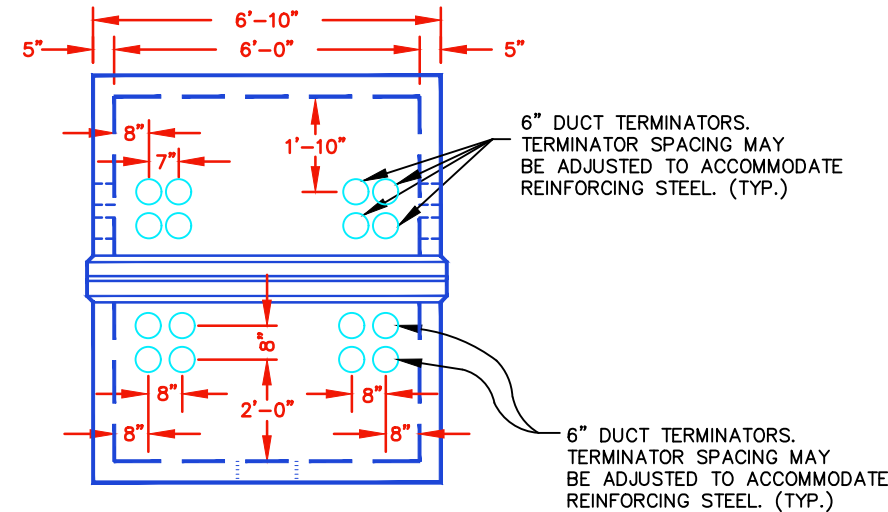 6'-10"
5" 6'-0" 5"
8"
7"
1'-10"
6" DUCT TERMINATORS.
TERMINATOR SPACING MAY
BE ADJUSTED TO ACCOMMODATE
REINFORCING STEEL. (TYP.)
8"
8" 8"
2'-0"
8" 8"
6" DUCT TERMINATORS.
TERMINATOR SPACING MAY
BE ADJUSTED TO ACCOMMODATE
REINFORCING STEEL. (TYP.)